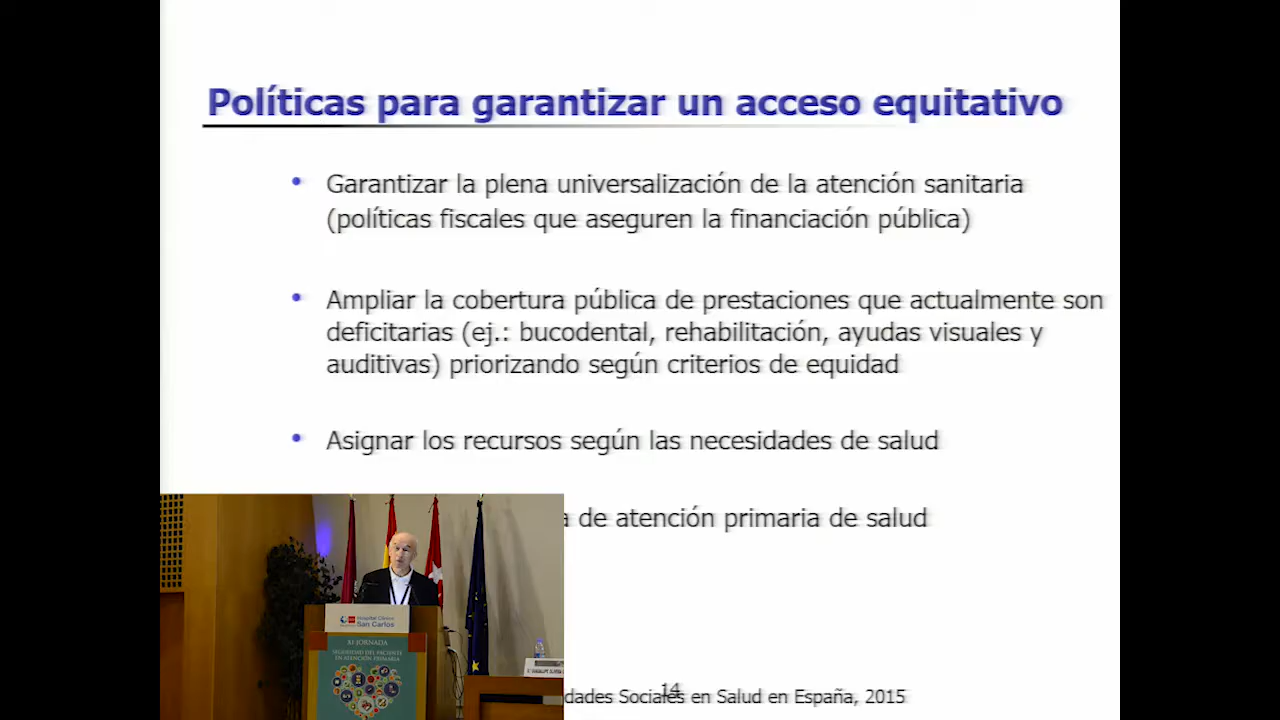 Políticas para garantizar un acceso equitativo
• Garantizar la plena universalización de la atención sanitaria
(políticas fiscales que aseguren la financiación pública)
• Ampliar la cobertura pública de prestaciones que actualmente son
deficitarias (ej.: bucodental, rehabilitación, ayudas visuales y
auditivas) priorizando según criterios de equidad
• Asignar los recursos según las necesidades de salud
a de atención primaria de salud
Hospital Clínico
San Carlos
XI JORNADA
SEGURIDAD DEL PACIENTE
EN ATENCIÓN PRIMARIA
dades Sociales en Salud en España, 2015
14